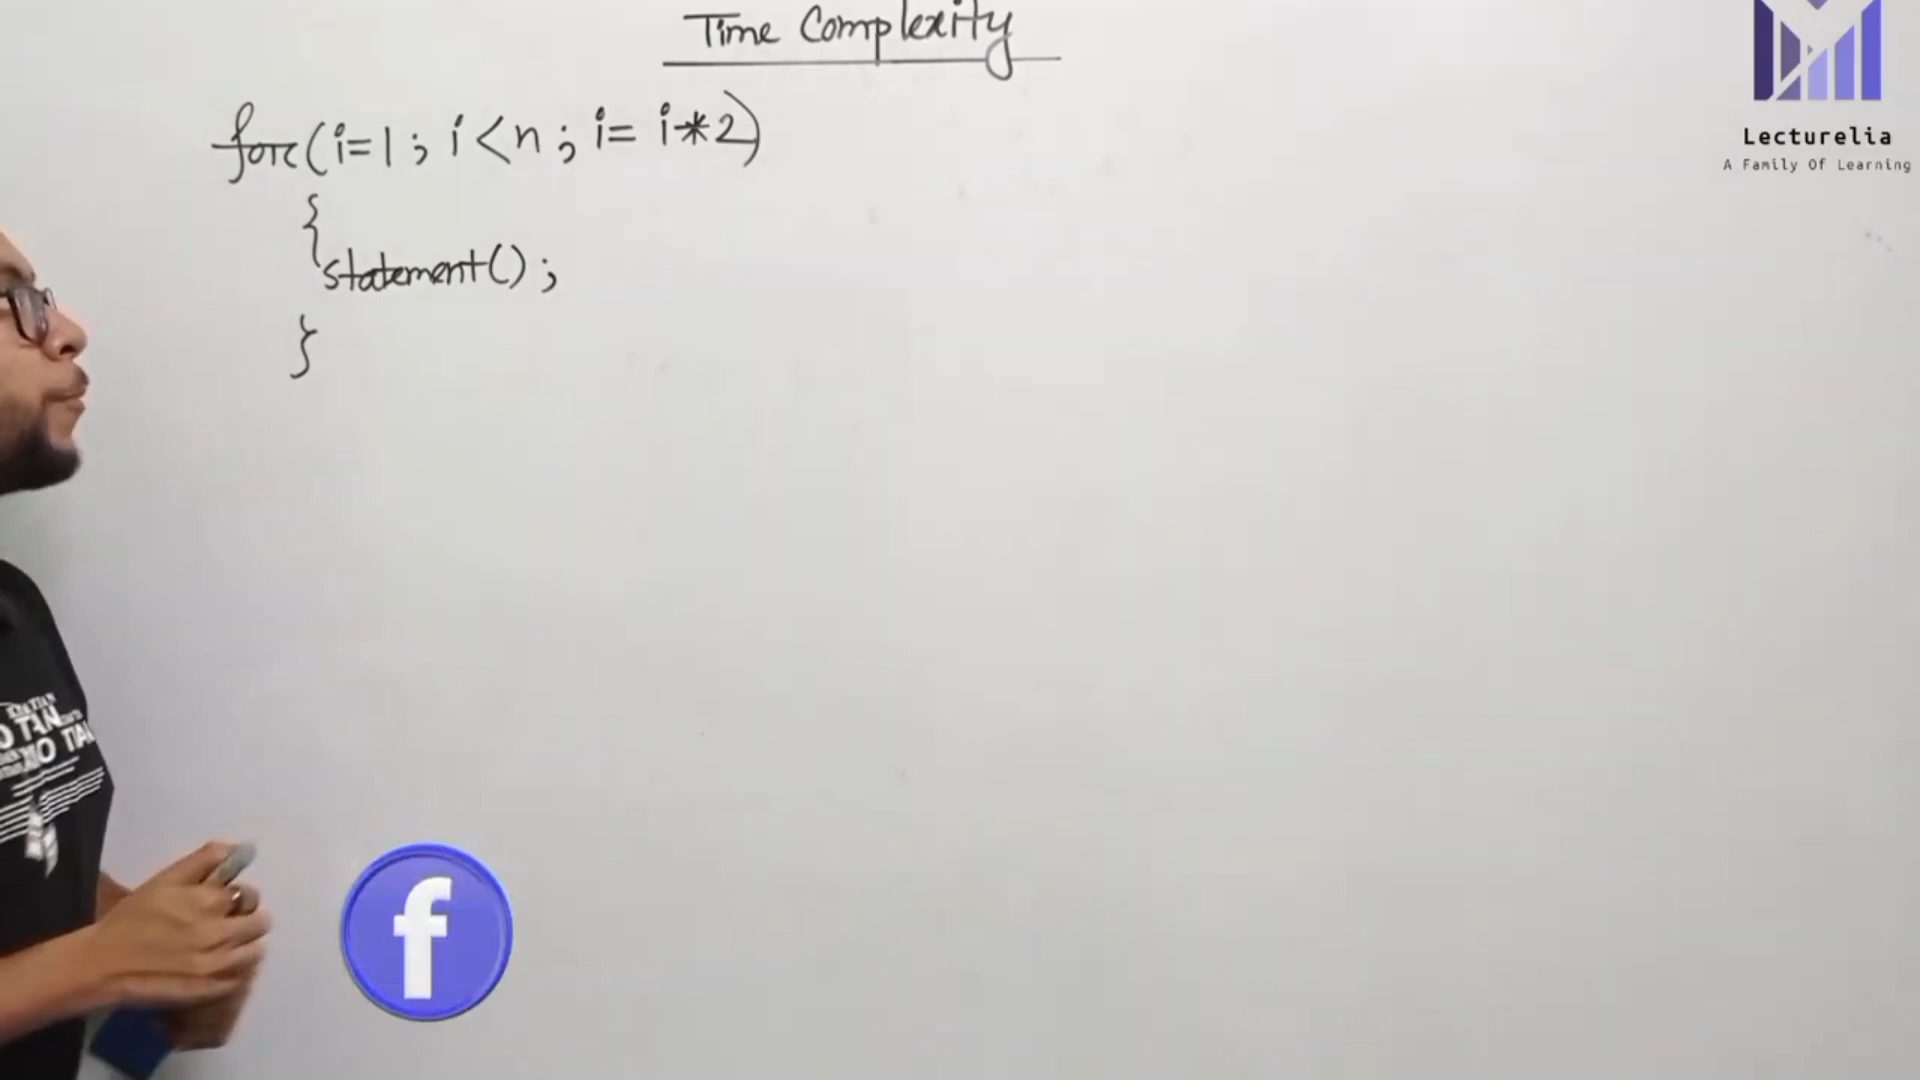 Time Complexity
for(i=1; i<n; i= i*2)
{
statement();
}
Lecturelia
A Family Of Learning
f